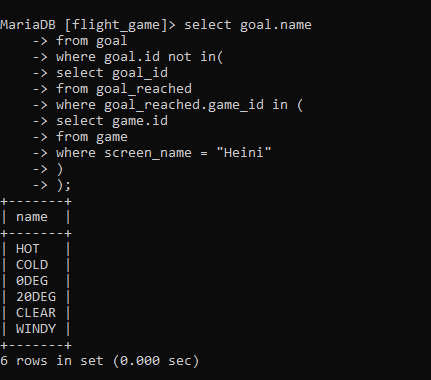 MariaDB [flight_game]> select goal.name
    -> from goal
    -> where goal.id not in(
    -> select goal_id
    -> from goal_reached
    -> where goal_reached.game_id in (
    -> select game.id
    -> from game
    -> where screen_name = "Heini"
    -> )
    -> );
+-------+
| name  |
+-------+
| HOT   |
| COLD  |
| 0DEG  |
| 20DEG |
| CLEAR |
| WINDY |
+-------+
6 rows in set (0.000 sec)